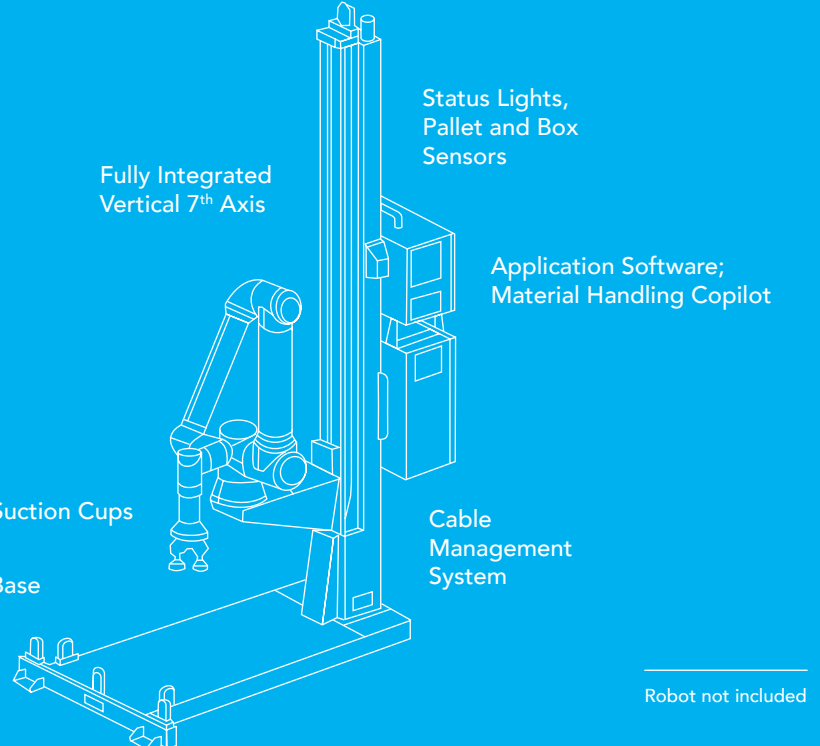 Status Lights,
Pallet and Box
Sensors
Fully Integrated
Vertical 7th Axis
Application Software;
Material Handling Copilot
Suction Cups
Cable
Management
System
Base
Robot not included